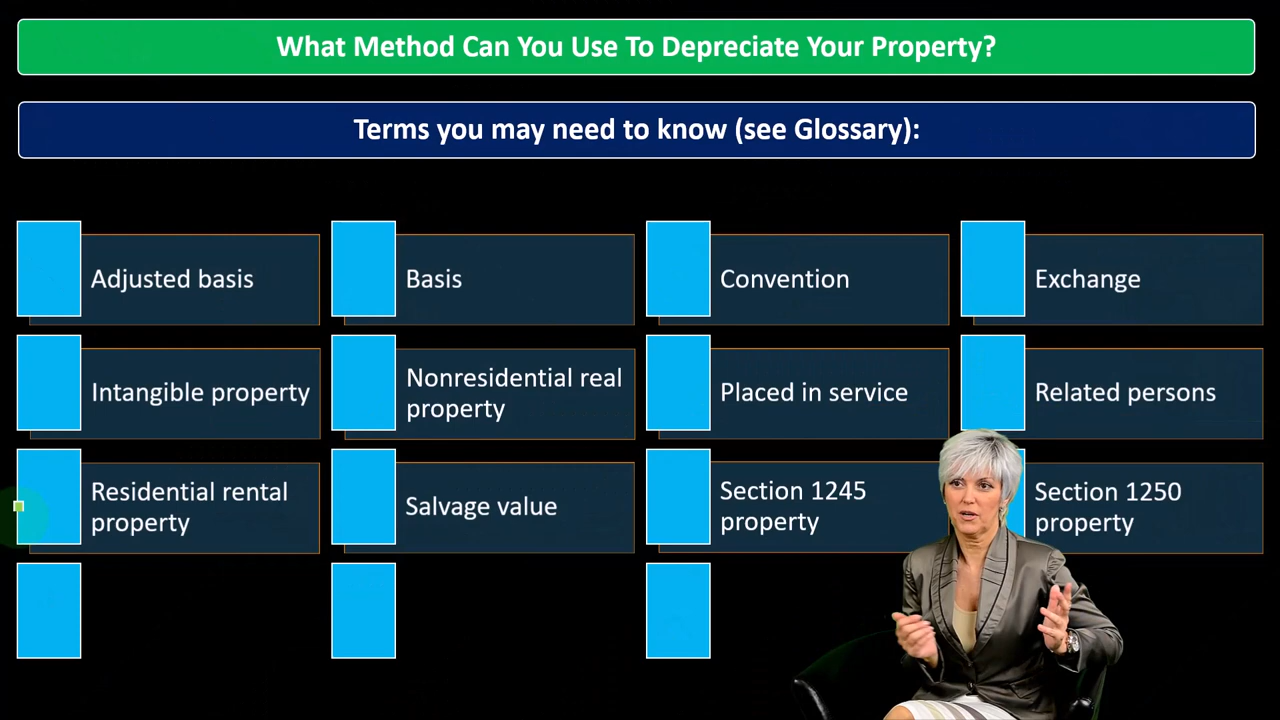 What Method Can You Use To Depreciate Your Property?
Terms you may need to know (see Glossary):
Adjusted basis
Basis
Convention
Exchange
Intangible property
Nonresidential real
property
Placed in service
Related persons
Residential rental
property
Salvage value
Section 1245
property
Section 1250
property